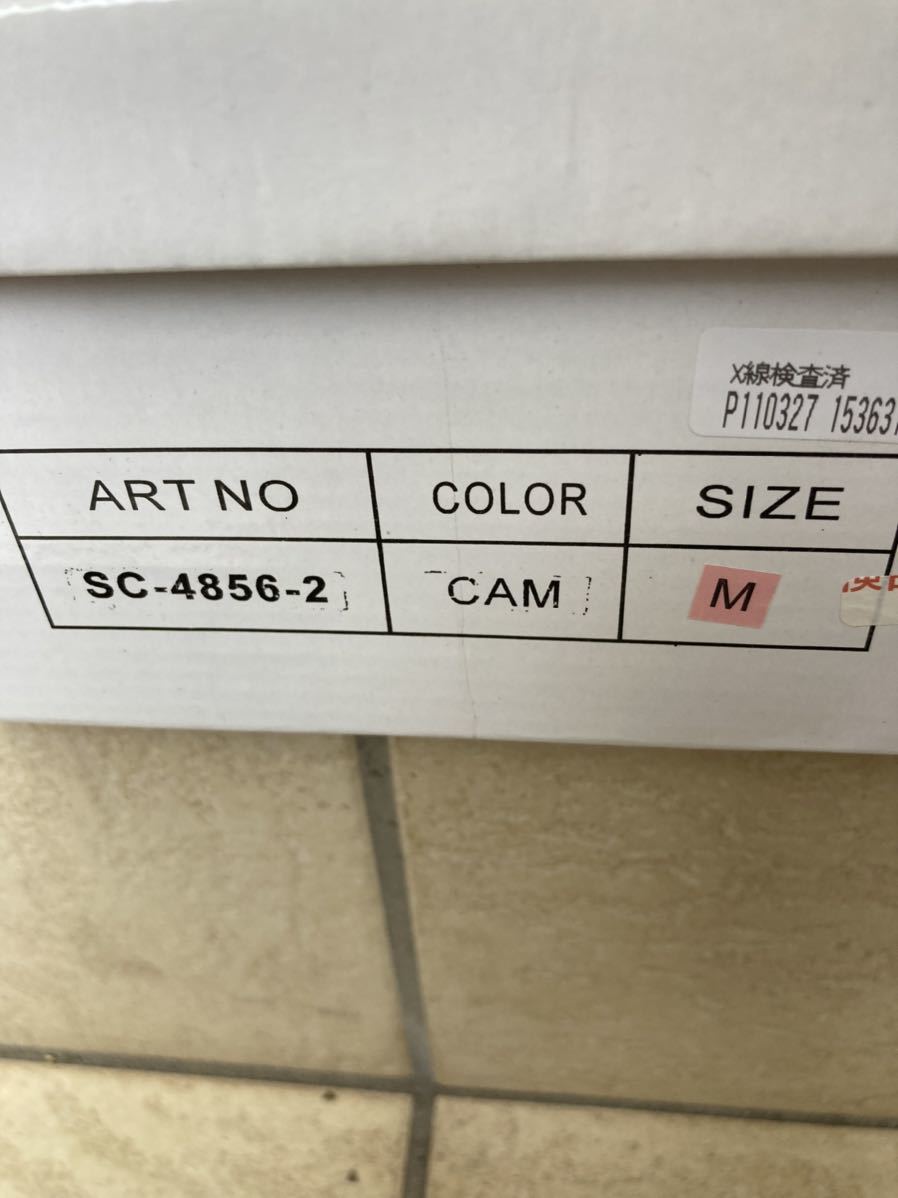 X線検査済
P110327 15363
ART NO COLOR SIZE
SC-4856-2 CAM M